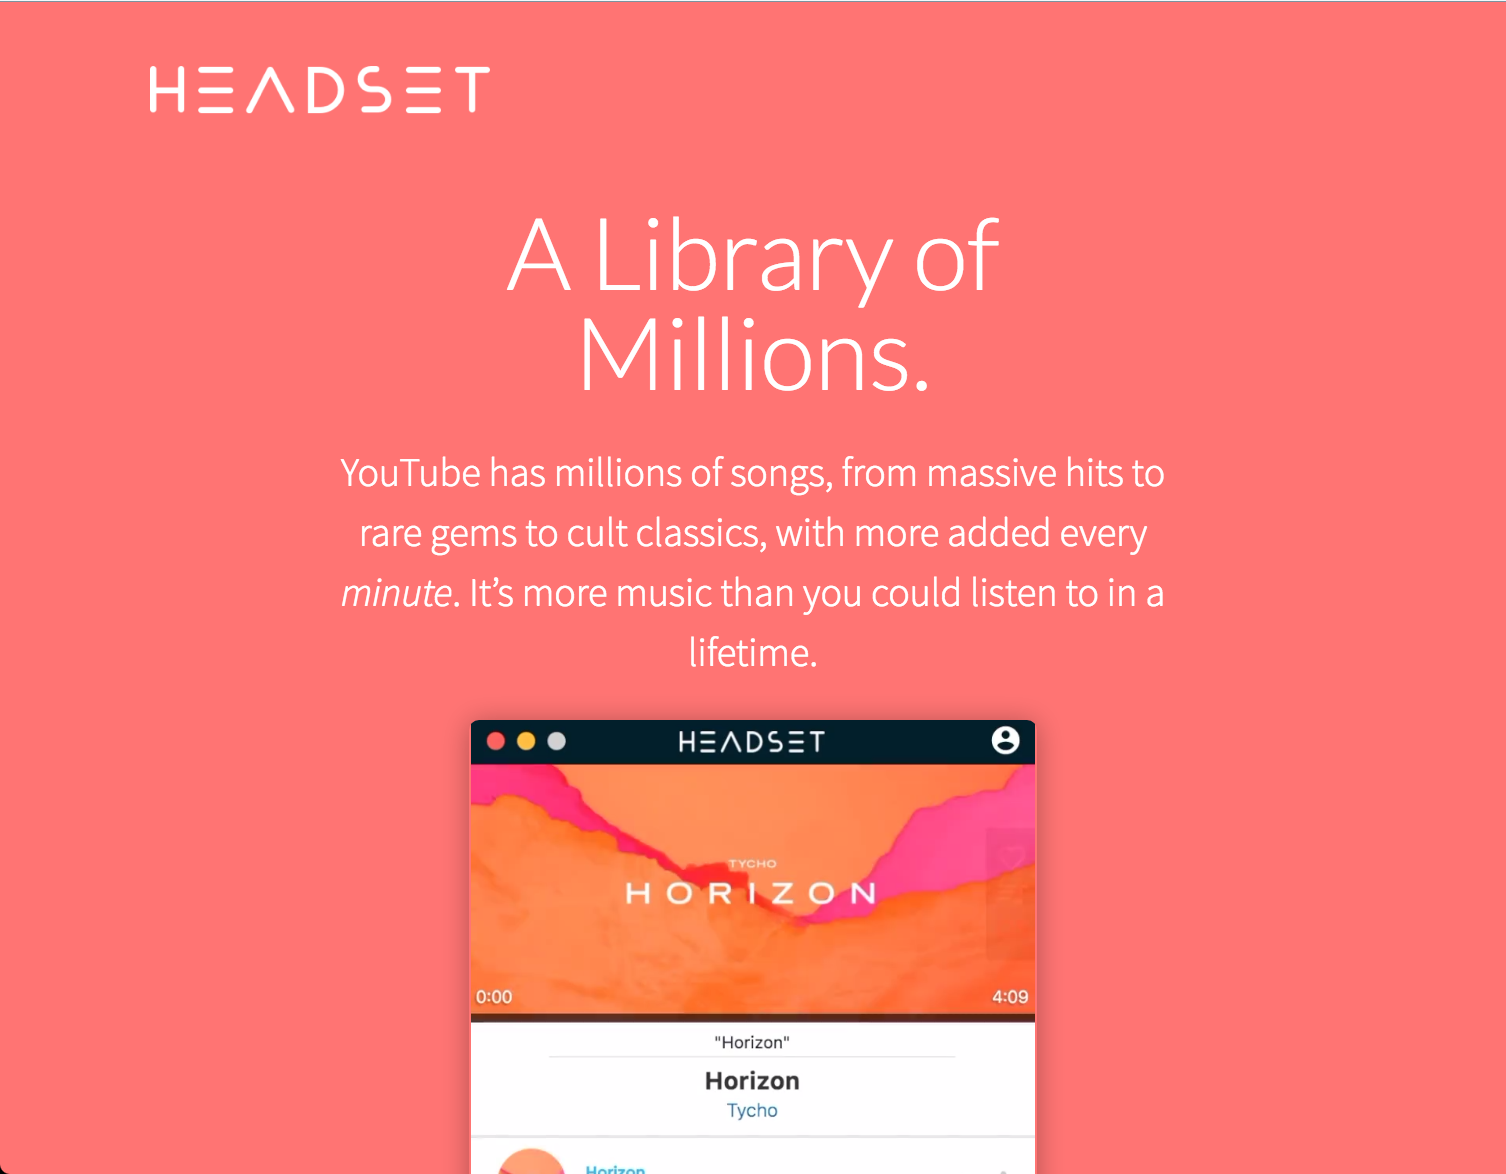 HEADSET
A Library of
Millions.
YouTube has millions of songs, from massive hits to
rare gems to cult classics, with more added every
minute. It’s more music than you could listen to in a
lifetime.
HEADSET
TYCHO
HORIZON
0:00 4:09
"Horizon"
Horizon
Tycho
Horizon